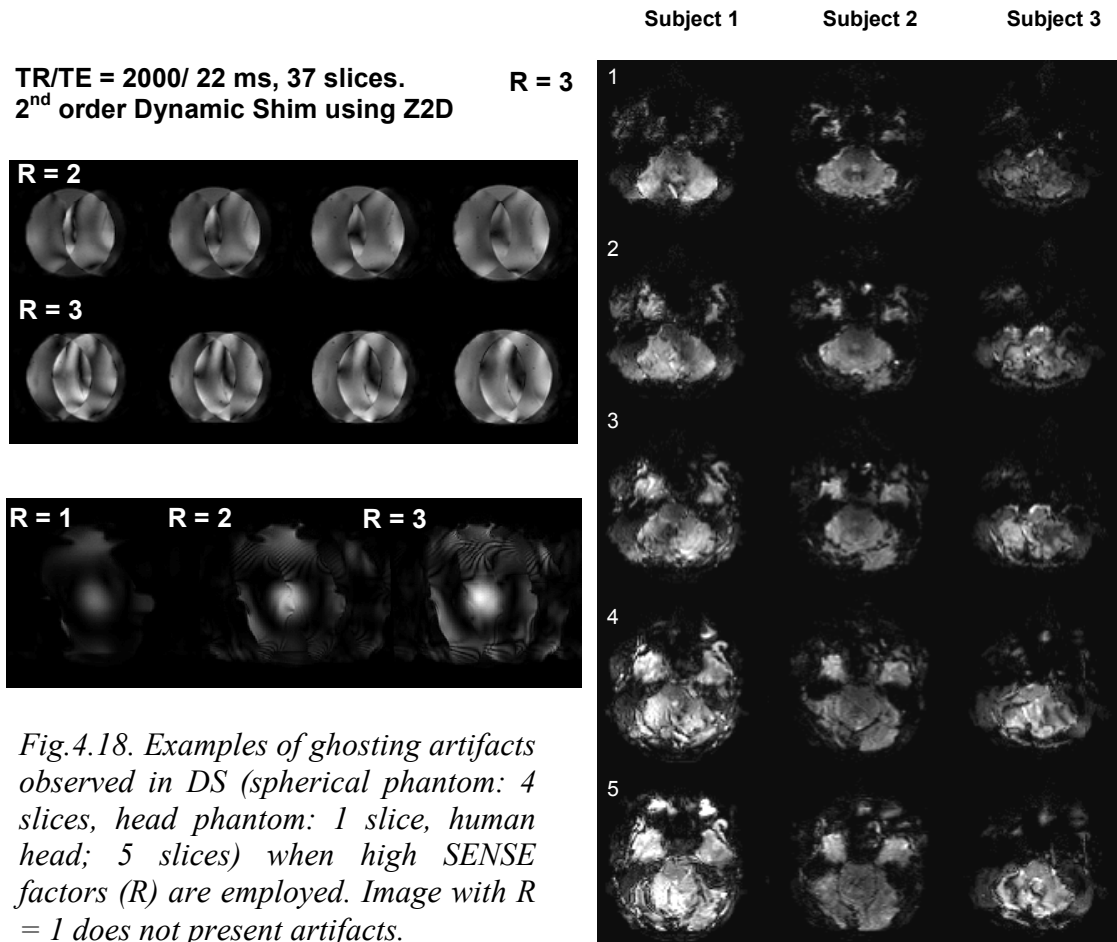 Subject 1 Subject 2 Subject 3
TR/TE = 2000/ 22 ms, 37 slices. R = 3
2nd order Dynamic Shim using Z2D
R = 2
R = 3
R = 1 R = 2 R = 3
Fig.4.18. Examples of ghosting artifacts
observed in DS (spherical phantom: 4
slices, head phantom: 1 slice, human
head; 5 slices) when high SENSE
factors (R) are employed. Image with R
= 1 does not present artifacts.
1
2
3
4
5